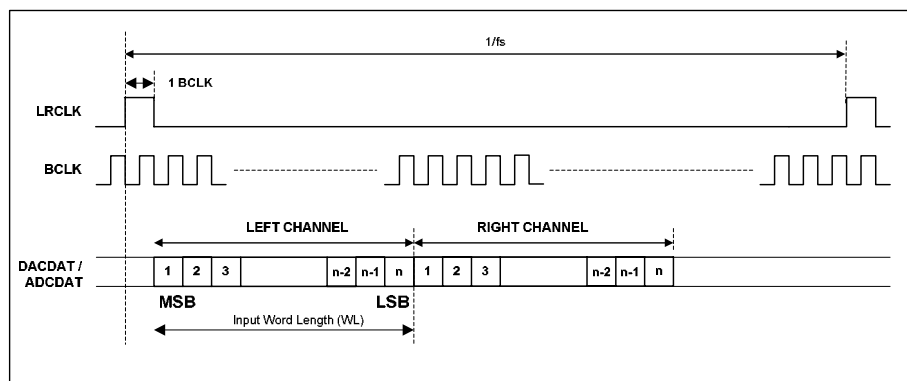 1/fs
1 BCLK
LRCLK
BCLK
LEFT CHANNEL RIGHT CHANNEL
DACDAT /
ADCDAT
1 2 3 n-2 n-1 n 1 2 3 n-2 n-1 n
MSB LSB
Input Word Length (WL)